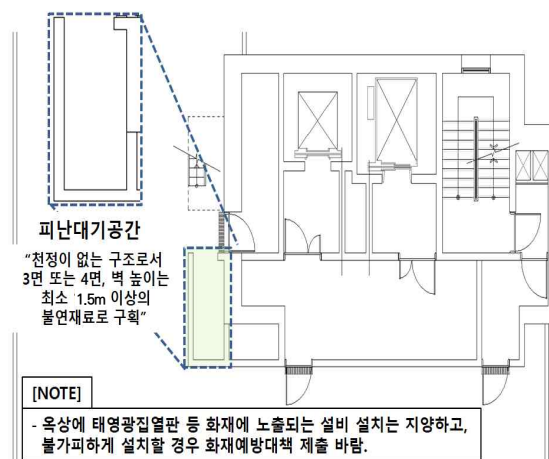 피난대기공간
"천정이 없는 구조로서
3면 또는 4면, 벽 높이는
최소 1.5m 이상의
불연재료로 구획"
[NOTE]
- 옥상에 태영광집열판 등 화재에 노출되는 설비 설치는 지양하고,
불가피하게 설치할 경우 화재예방대책 제출 바람.